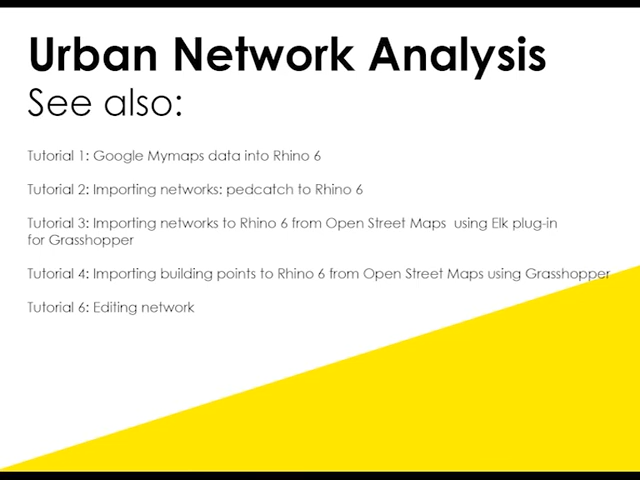 Urban Network Analysis
See also:
Tutorial 1: Google Mymaps data into Rhino 6
Tutorial 2: Importing networks: pedcatch to Rhino 6
Tutorial 3: Importing networks to Rhino 6 from Open Street Maps  using Elk plug-in
for Grasshopper
Tutorial 4: Importing building points to Rhino 6 from Open Street Maps using Grasshopper
Tutorial 6: Editing network